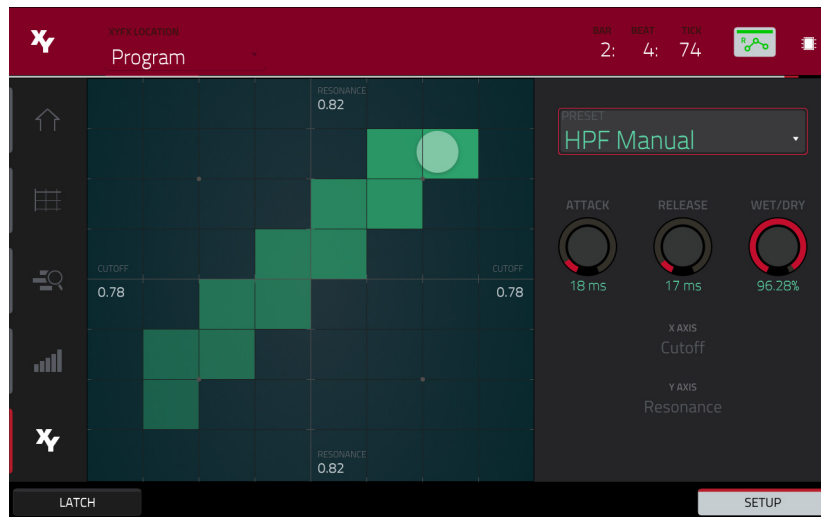 XY
XYFX LOCATION
Program
BAR BEAT TICK
2: 4: 74
R
RESONANCE
0.82
CUTOFF
0.78
CUTOFF
0.78
RESONANCE
0.82
PRESET
HPF Manual
ATTACK RELEASE WET/DRY
18 ms 17 ms 96.28%
X AXIS
Cutoff
Y AXIS
Resonance
XY
LATCH
SETUP